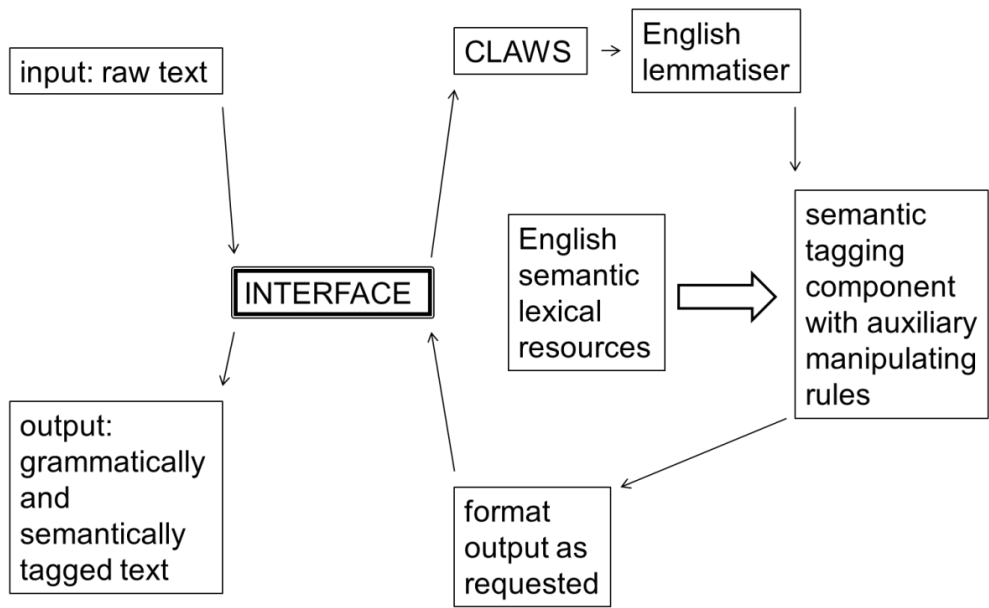 input: raw text
CLAWS
English
lemmatiser
semantic
tagging
component
with auxiliary
manipulating
rules
English
semantic
lexical
resources
INTERFACE
output:
grammatically
and
semantically
tagged text
format
output as
requested